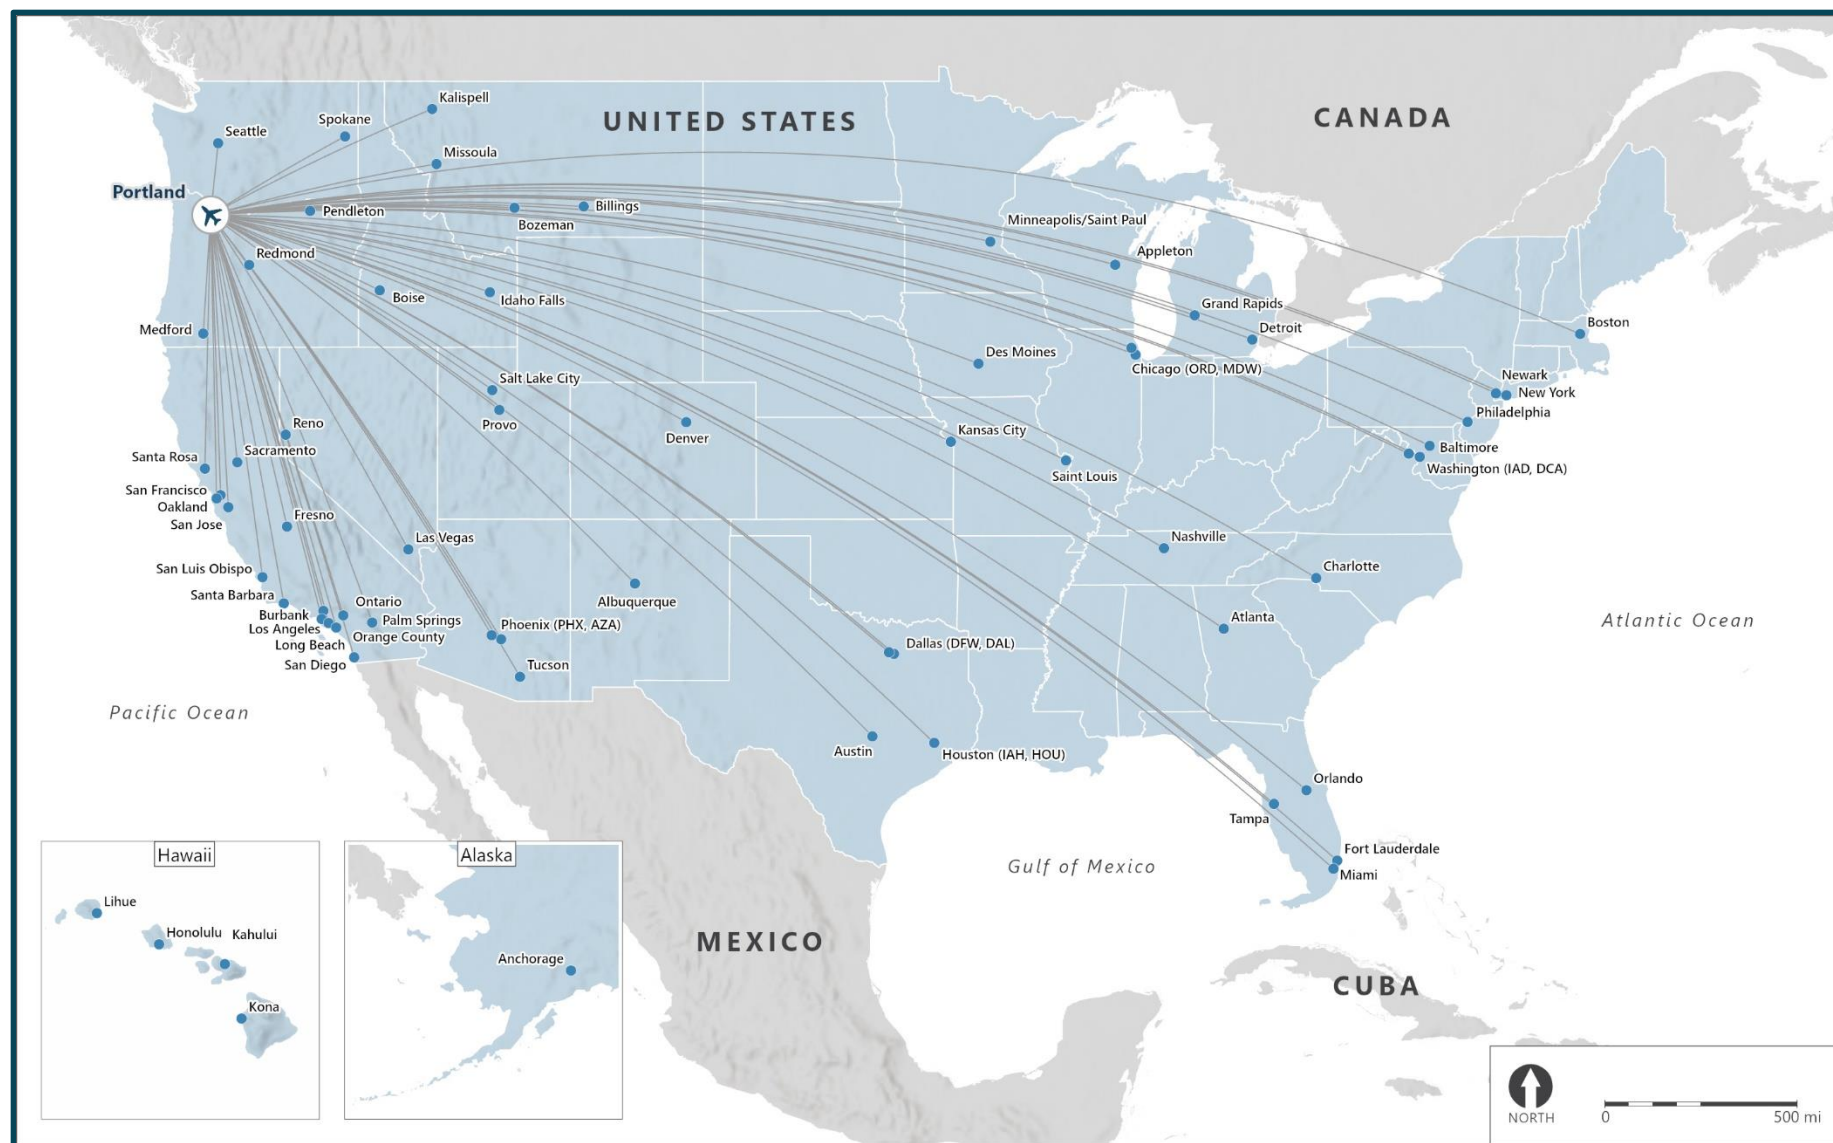 UNITED STATES
CANADA
Kalispell
Spokane
Seattle
Missoula
Portland
Pendleton
Billings
Bozeman
Minneapolis/Saint Paul
Appleton
Redmond
Boise
Idaho Falls
Grand Rapids
Detroit
Boston
Medford
Des Moines
Chicago (ORD, MDW)
Newark
New York
Salt Lake City
Provo
Philadelphia
Reno
Denver
Kansas City
Baltimore
Sacramento
Santa Rosa
Saint Louis
Washington (IAD, DCA)
San Francisco
Oakland
San Jose
Fresno
Las Vegas
Nashville
San Luis Obispo
Charlotte
Santa Barbara
Ontario
Albuquerque
Burbank
Palm Springs
Los Angeles
Orange County
Phoenix (PHX, AZA)
Atlanta
Atlantic Ocean
Long Beach
San Diego
Tucson
Dallas (DFW, DAL)
Pacific Ocean
Austin
Houston (IAH, HOU)
Orlando
Tampa
Fort Lauderdale
Miami
Gulf of Mexico
Hawaii
Alaska
Lihue
Honolulu
Kahului
Kona
Anchorage
MEXICO
CUBA
NORTH
0
500 mi